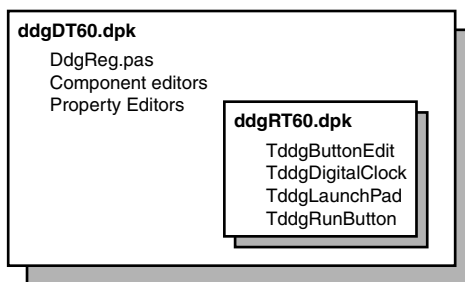 ddgDT60.dpk
DdgReg.pas
Component editors
Property Editors
ddgRT60.dpk
TddgButtonEdit
TddgDigitalClock
TddgLaunchPad
TddgRunButton